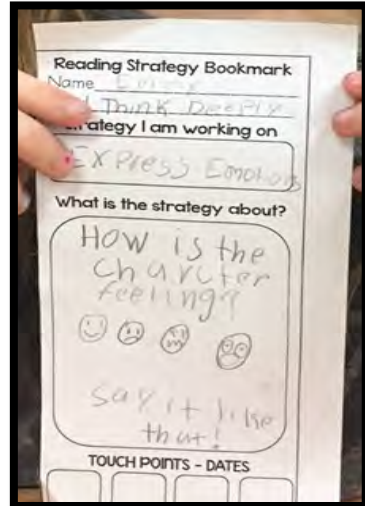 Reading Strategy Bookmark
Name
I Think Deeply
Strategy I am working on
Express Emotions
What is the strategy about?
How is the
charcter
feeling?
say it like
that!
TOUCH POINTS - DATES